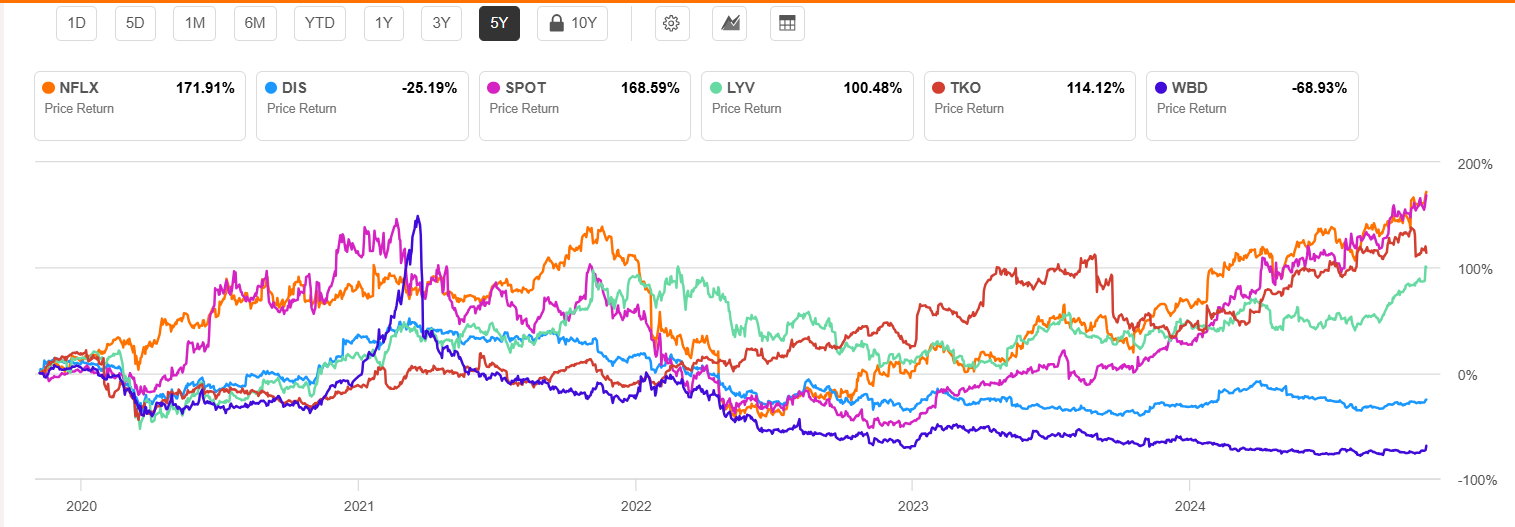 1D 5D 1M 6M YTD 1Y 3Y 5Y 10Y
NFLX 171.91% DIS -25.19% SPOT 168.59% LYV 100.48% TKO 114.12% WBD -68.93%
Price Return Price Return Price Return Price Return Price Return Price Return
200%
100%
0%
-100%
2020 2021 2022 2023 2024